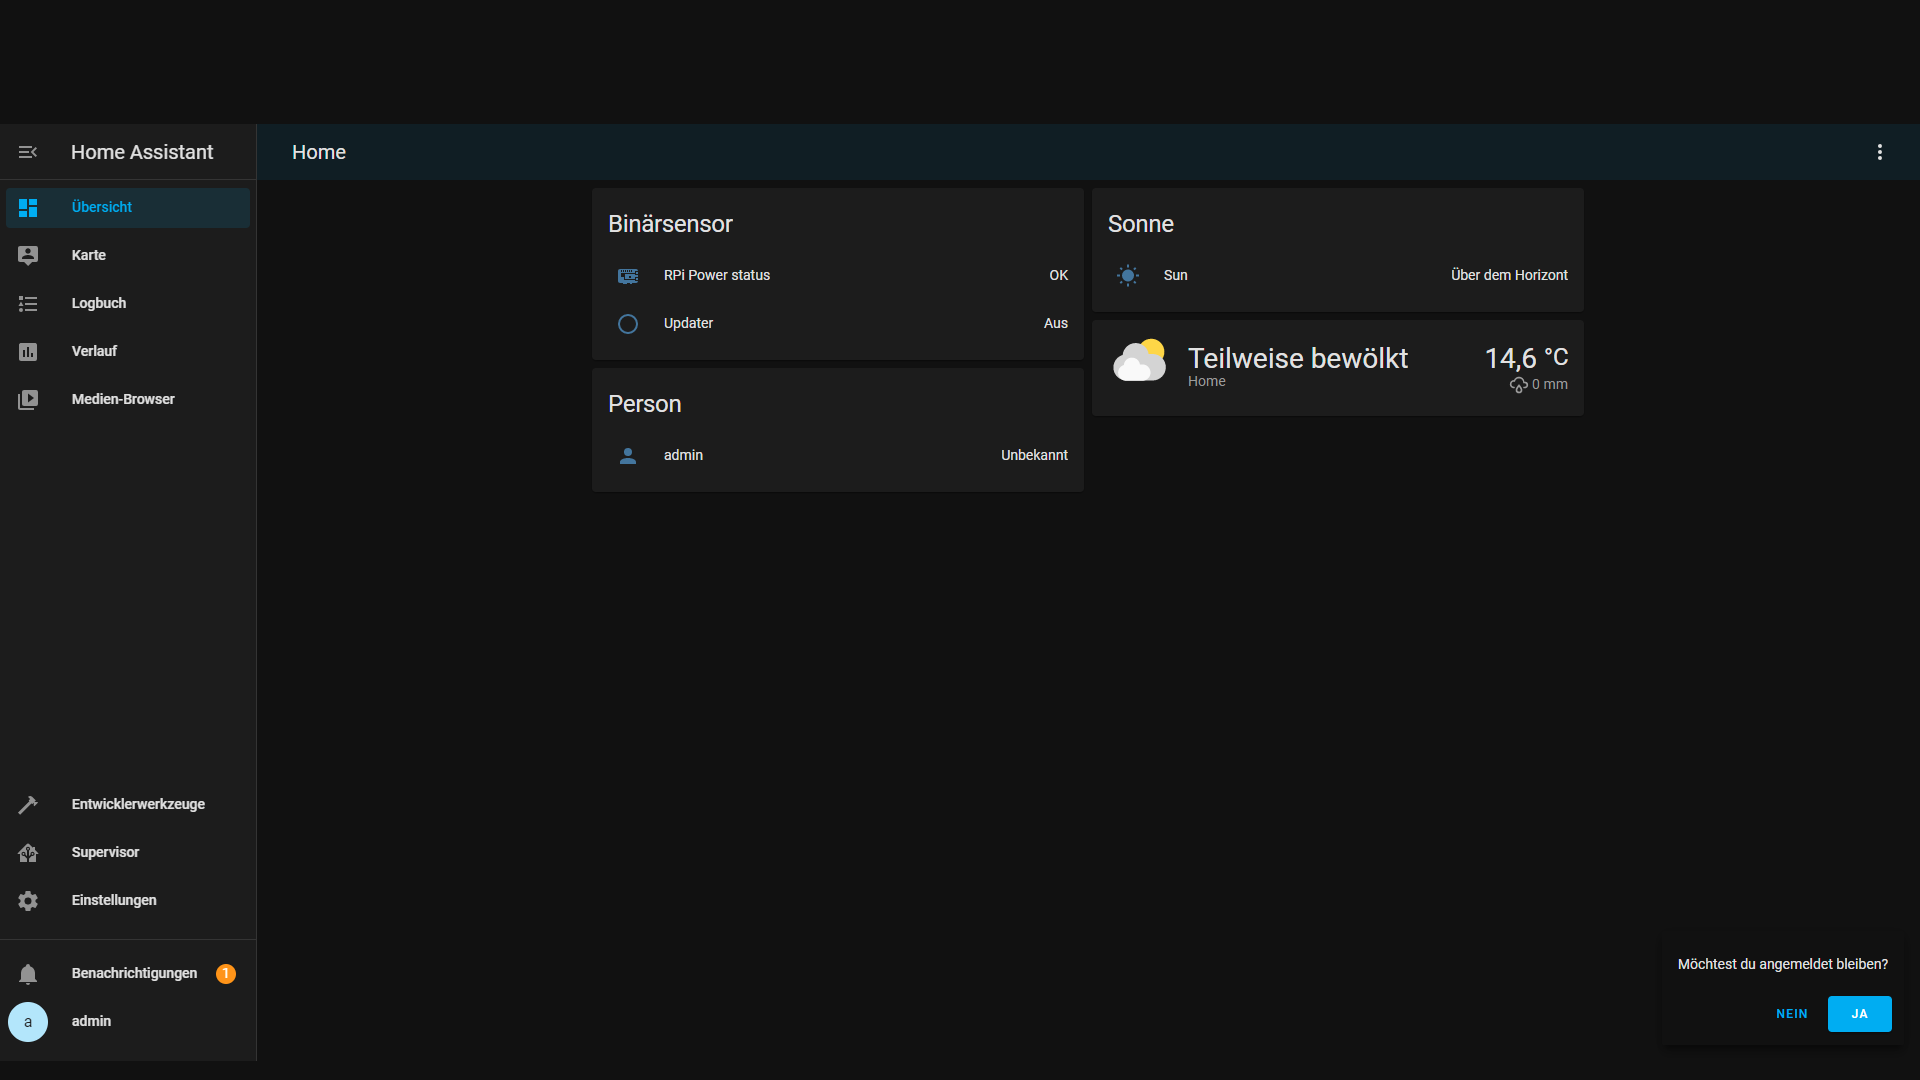 Home Assistant
Übersicht
Karte
Logbuch
Verlauf
Medien-Browser
Entwicklerwerkzeuge
Supervisor
Einstellungen
Benachrichtigungen 1
a admin
Home
Binärsensor
RPi Power status OK
Updater Aus
Person
admin Unbekannt
Sonne
Sun Über dem Horizont
Teilweise bewölkt 14,6 °C
Home 0 mm
Möchtest du angemeldet bleiben?
NEIN JA